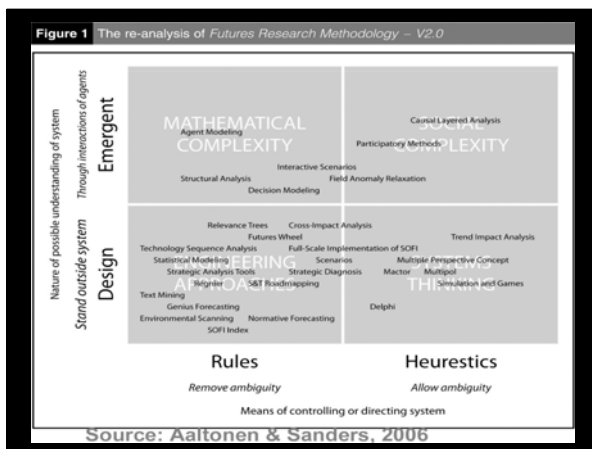 Figure 1 The re-analysis of Futures Research Methodology – V2.0
Nature of possible understanding of system
Through interactions of agents
Emergent
Stand outside system
Design
MATHEMATICAL COMPLEXITY
Agent Modeling
Structural Analysis
Interactive Scenarios
Decision Modeling
Field Anomaly Relaxation
SOCIAL COMPLEXITY
Causal Layered Analysis
Participatory Methods
ENGINEERING APPROACHES
Relevance Trees
Cross-Impact Analysis
Futures Wheel
Technology Sequence Analysis
Full-Scale Implementation of SOFI
Statistical Modeling
Scenarios
Strategic Analysis Tools
Strategic Diagnosis
Regnier
S&T Roadmapping
Text Mining
Genius Forecasting
Environmental Scanning
Normative Forecasting
SOFI Index
SYSTEMS THINKING
Trend Impact Analysis
Multiple Perspective Concept
Mactor
Multipol
Simulation and Games
Delphi
Rules
Heurestics
Remove ambiguity
Allow ambiguity
Means of controlling or directing system
Source: Aaltonen & Sanders, 2006